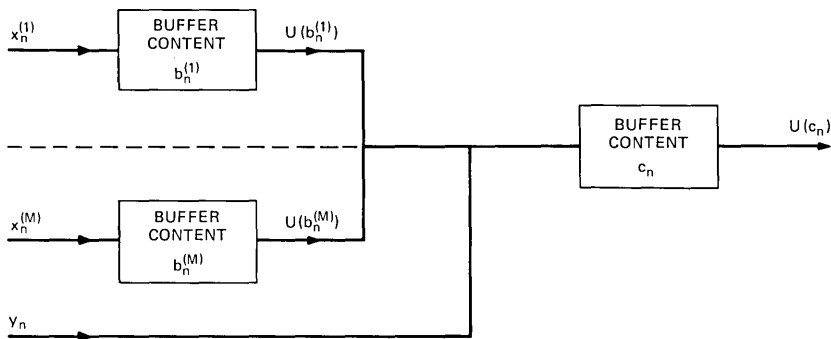 x_n^{(1)}
BUFFER
CONTENT
b_n^{(1)}
U(b_n^{(1)})
BUFFER
CONTENT
c_n
U(c_n)
x_n^{(M)}
BUFFER
CONTENT
b_n^{(M)}
U(b_n^{(M)})
y_n